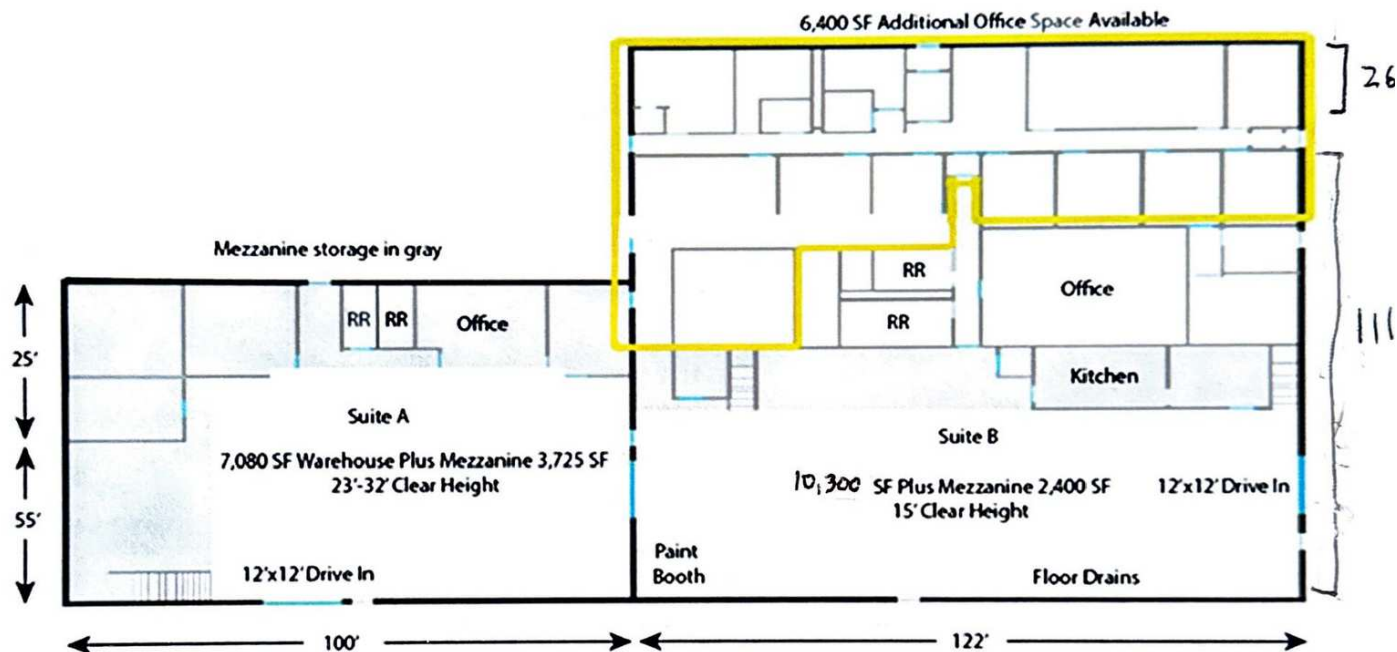 6,400 SF Additional Office Space Available
26
Mezzanine storage in gray
RR
RR
Office
RR
RR
Office
111
25'
Kitchen
Suite A
7,080 SF Warehouse Plus Mezzanine 3,725 SF
23'-32' Clear Height
Suite B
10,300 SF Plus Mezzanine 2,400 SF
15' Clear Height
12'x12' Drive In
55'
12'x12' Drive In
Paint
Booth
Floor Drains
100'
122'